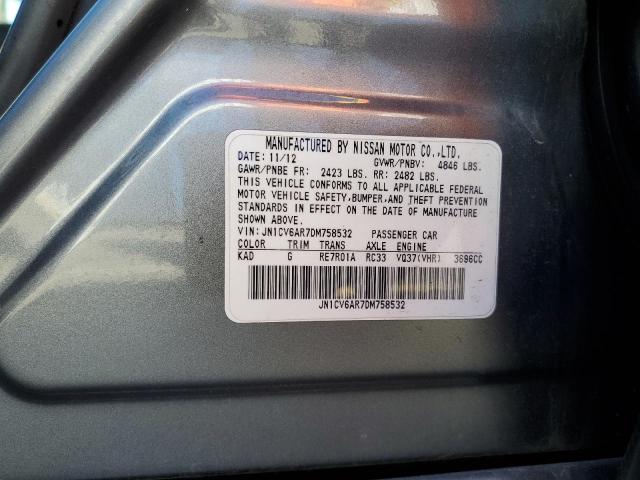 MANUFACTURED BY NISSAN MOTOR CO.,LTD.
DATE: 11/12 GVWR/PNBV: 4846 LBS.
GAWR/PNBE FR: 2423 LBS. RR: 2482 LBS.
THIS VEHICLE CONFORMS TO ALL APPLICABLE FEDERAL
MOTOR VEHICLE SAFETY,BUMPER,AND THEFT PREVENTION
STANDARDS IN EFFECT ON THE DATE OF MANUFACTURE
SHOWN ABOVE.
VIN:JN1CV6AR7DM758532 PASSENGER CAR
COLOR TRIM TRANS AXLE ENGINE
KAD G RE7R01A RC33 VQ37(VHR) 3696CC
JN1CV6AR7DM758532